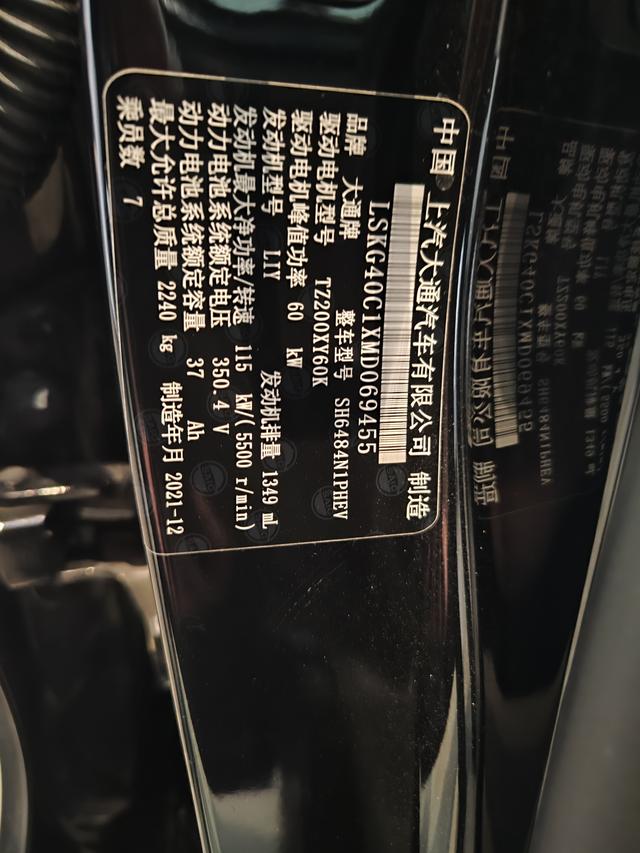 中国 上汽大通汽车有限公司 制造
LSKG40C1XMD069455
品牌 大通牌 整车型号 SH6484N1PHEV
驱动电机型号 TZ200XY60K
驱动电机峰值功率 60 kW
发动机型号 L1Y 发动机排量 1349 mL
发动机最大净功率/转速 115 kW(5500 r/min)
动力电池系统额定电压 350.4 V
动力电池系统额定容量 37 Ah
最大允许总质量 2240 kg 制造年月 2021-12
乘员数 7